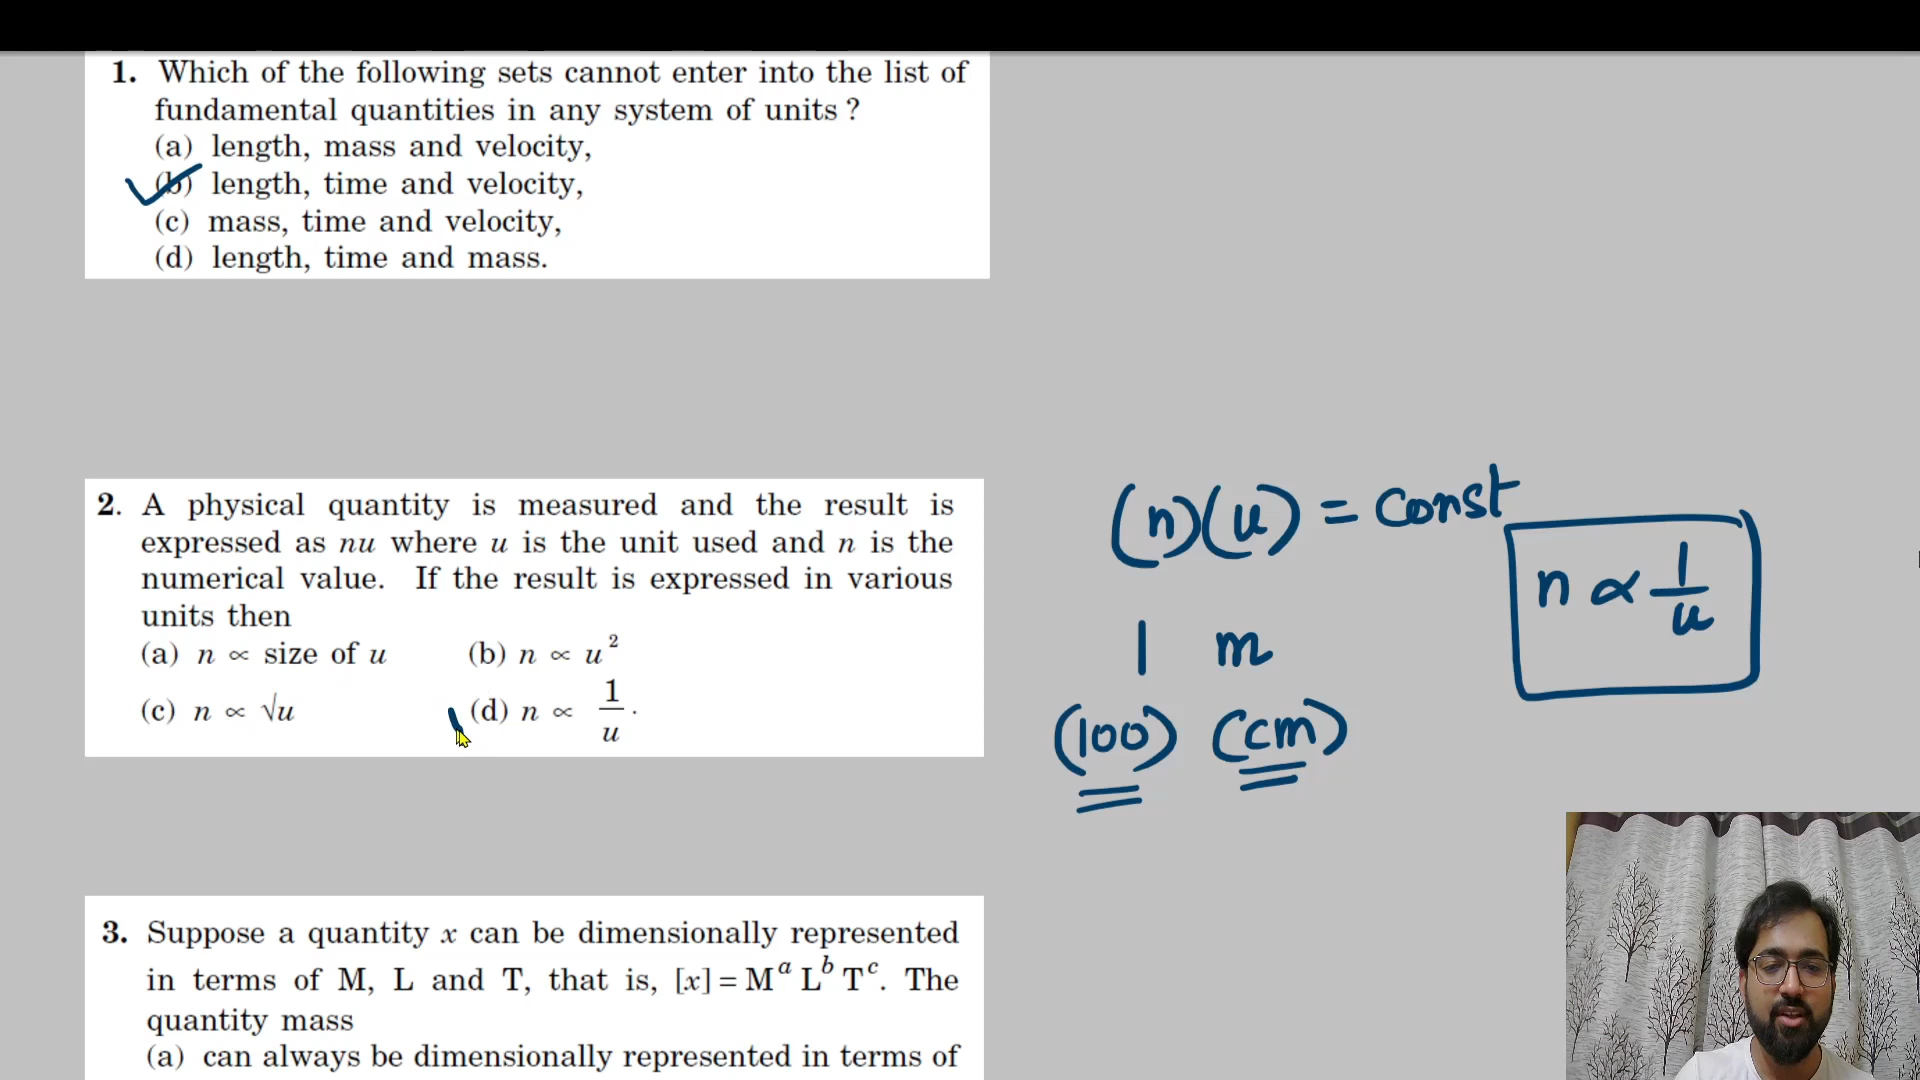 1. Which of the following sets cannot enter into the list of
fundamental quantities in any system of units ?
(a) length, mass and velocity,
(b) length, time and velocity,
(c) mass, time and velocity,
(d) length, time and mass.
2. A physical quantity is measured and the result is
expressed as nu where u is the unit used and n is the
numerical value. If the result is expressed in various
units then
(a) n ∝ size of u (b) n ∝ u²
(c) n ∝ √u (d) n ∝ 1/u.
(n)(u) = const
n ∝ 1/u
1 m
(100) (cm)
3. Suppose a quantity x can be dimensionally represented
in terms of M, L and T, that is, [x] = Mᵃ Lᵇ Tᶜ. The
quantity mass
(a) can always be dimensionally represented in terms of